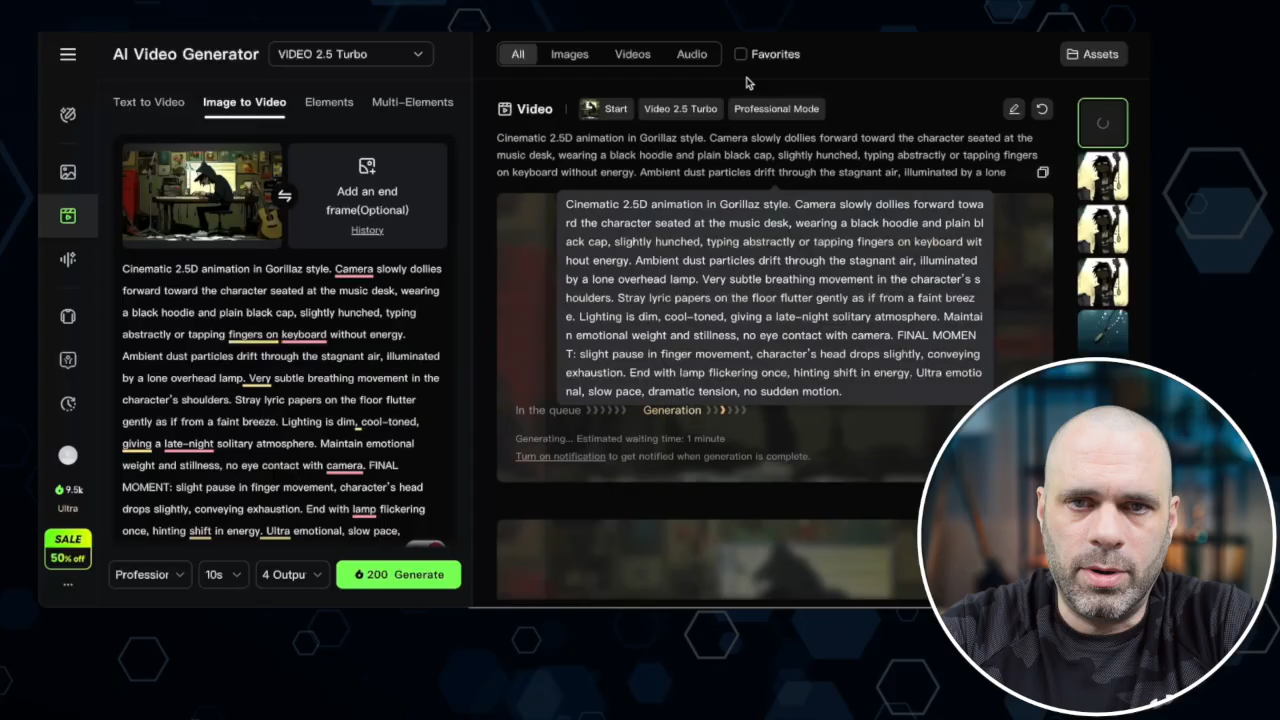 AI Video Generator
VIDEO 2.5 Turbo
All
Images
Videos
Audio
Favorites
Assets
Text to Video
Image to Video
Elements
Multi-Elements
Video
Start
Video 2.5 Turbo
Professional Mode
Cinematic 2.5D animation in Gorillaz style. Camera slowly dollies forward toward the character seated at the
music desk, wearing a black hoodie and plain black cap, slightly hunched, typing abstractly or tapping fingers
on keyboard without energy. Ambient dust particles drift through the stagnant air, illuminated by a lone
Add an end
frame(Optional)
History
Cinematic 2.5D animation in Gorillaz style. Camera slowly dollies
forward toward the character seated at the music desk, wearing
a black hoodie and plain black cap, slightly hunched, typing
abstractly or tapping fingers on keyboard without energy.
Ambient dust particles drift through the stagnant air, illuminated
by a lone overhead lamp. Very subtle breathing movement in the
character's shoulders. Stray lyric papers on the floor flutter
gently as if from a faint breeze. Lighting is dim, cool-toned,
giving a late-night solitary atmosphere. Maintain emotional
weight and stillness, no eye contact with camera. FINAL
MOMENT: slight pause in finger movement, character's head
drops slightly, conveying exhaustion. End with lamp flickering
once, hinting shift in energy. Ultra emotional, slow pace,
Cinematic 2.5D animation in Gorillaz style. Camera slowly dollies forward towa
rd the character seated at the music desk, wearing a black hoodie and plain bl
ack cap, slightly hunched, typing abstractly or tapping fingers on keyboard wit
hout energy. Ambient dust particles drift through the stagnant air, illuminated
by a lone overhead lamp. Very subtle breathing movement in the character's s
houlders. Stray lyric papers on the floor flutter gently as if from a faint breez
e. Lighting is dim, cool-toned, giving a late-night solitary atmosphere. Maintai
n emotional weight and stillness, no eye contact with camera. FINAL MOMEN
T: slight pause in finger movement, character's head drops slightly, conveying
exhaustion. End with lamp flickering once, hinting shift in energy. Ultra emotio
nal, slow pace, dramatic tension, no sudden motion.
In the queue
Generation
Generating... Estimated waiting time: 1 minute
Turn on notification to get notified when generation is complete.
9.5k
Ultra
SALE
50% off
Professior
10s
4 Outpu
200 Generate